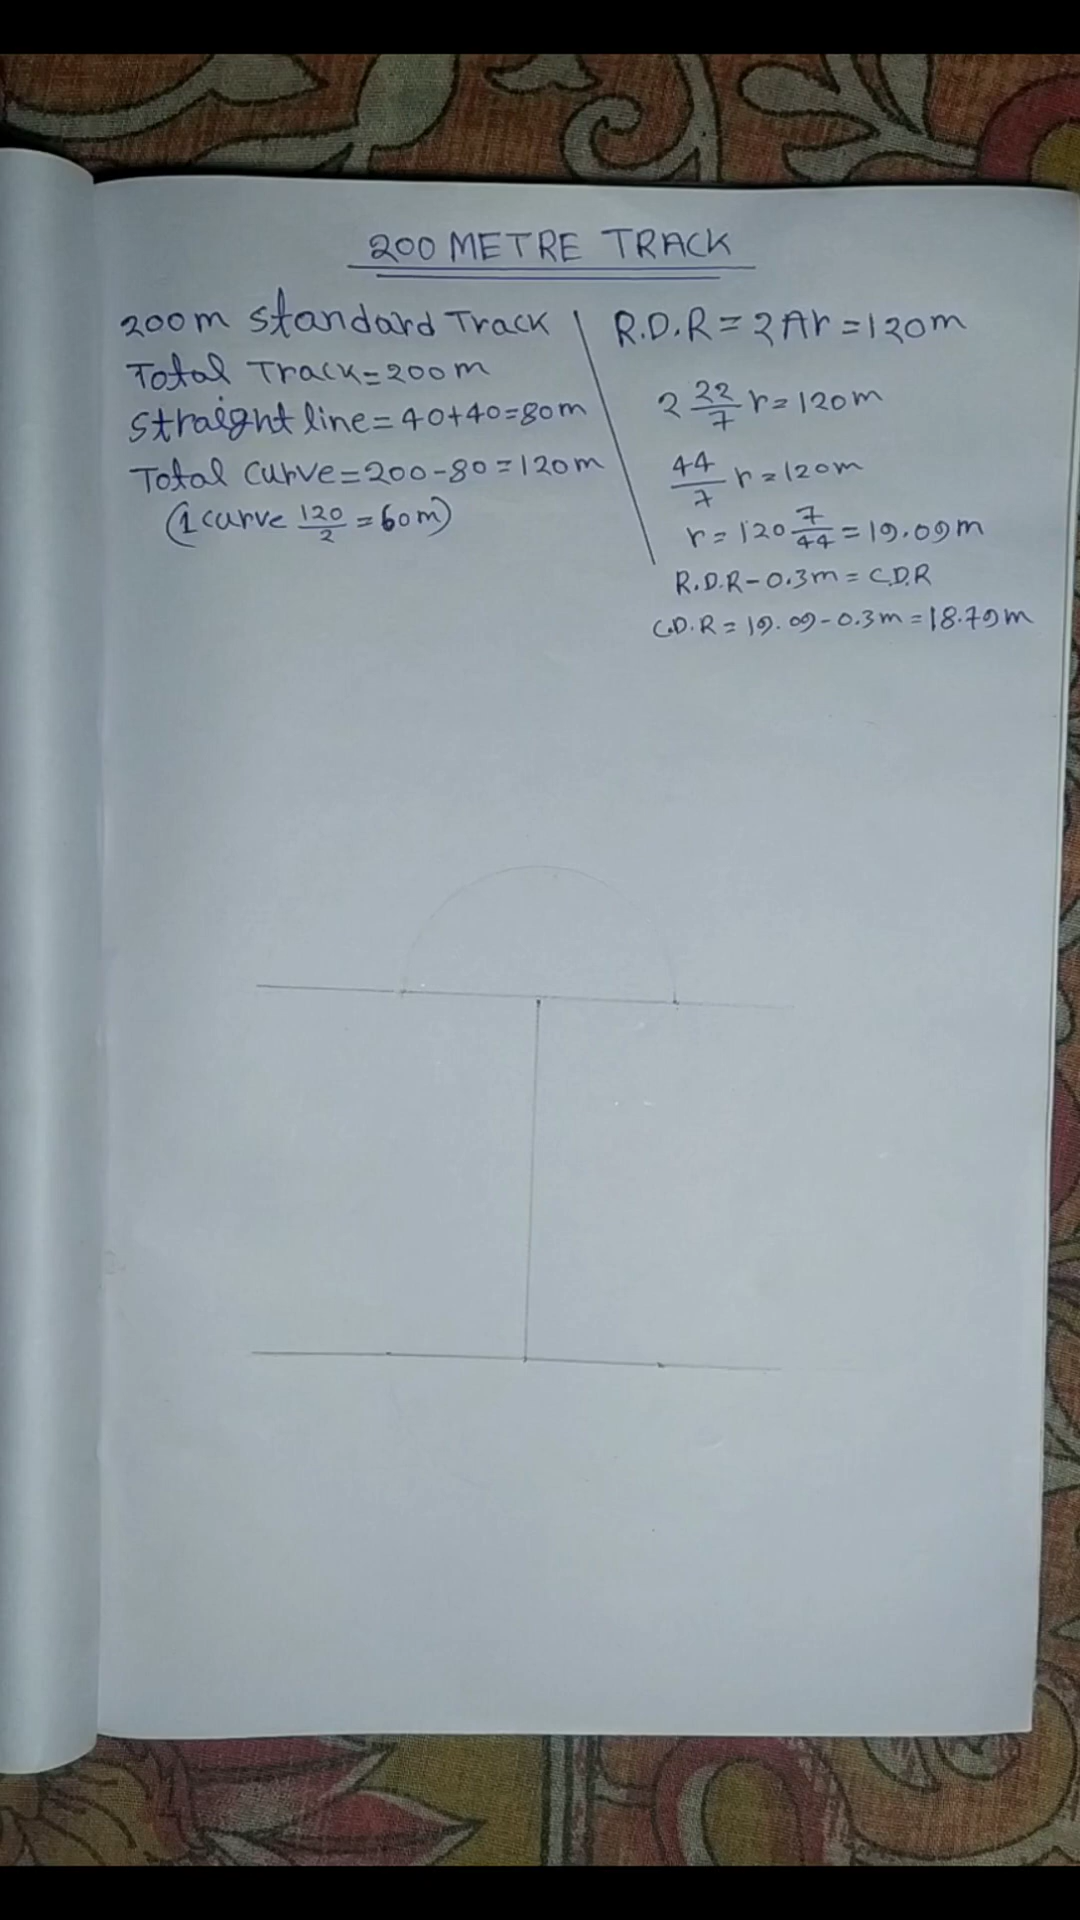 200 METRE TRACK
200m standard Track
Total Track=200m
straight line=40+40=80m
Total Curve=200-80=120m
(1 curve 120/2 =60m)
R.D.R=2Ar=120m
2 22/7 r=120m
44/7 r=120m
r=120 7/44=19.09m
R.D.R-0.3m=C.D.R
C.D.R=19.09-0.3m=18.79m